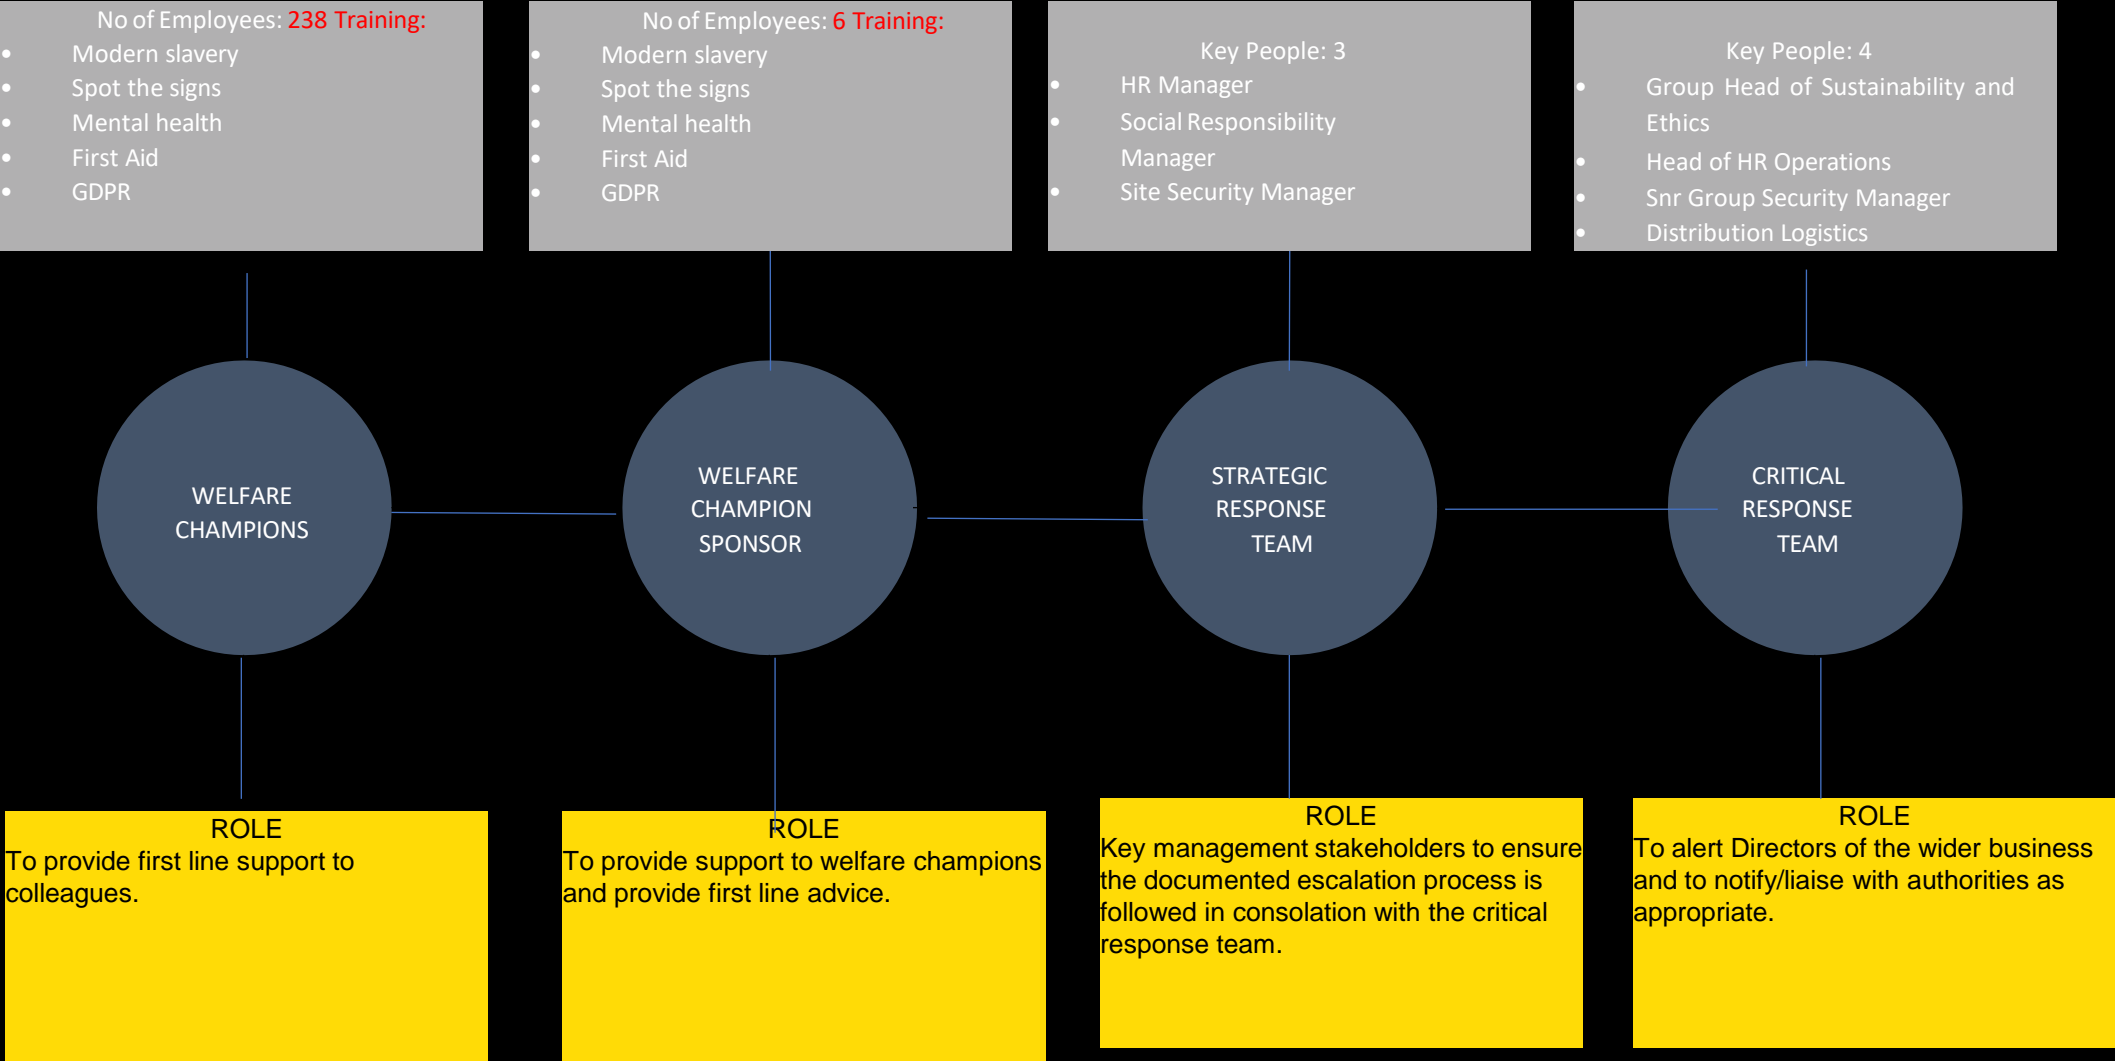 No of Employees: 238 Training:
• Modern slavery
• Spot the signs
• Mental health
• First Aid
• GDPR
No of Employees: 6 Training:
• Modern slavery
• Spot the signs
• Mental health
• First Aid
• GDPR
Key People: 3
• HR Manager
• Social Responsibility
Manager
• Site Security Manager
Key People: 4
• Group Head of Sustainability and
Ethics
• Head of HR Operations
• Snr Group Security Manager
• Distribution Logistics
WELFARE
CHAMPIONS
WELFARE
CHAMPION
SPONSOR
STRATEGIC
RESPONSE
TEAM
CRITICAL
RESPONSE
TEAM
ROLE
To provide first line support to
colleagues.
ROLE
To provide support to welfare champions
and provide first line advice.
ROLE
Key management stakeholders to ensure
the documented escalation process is
followed in consolation with the critical
response team.
ROLE
To alert Directors of the wider business
and to notify/liaise with authorities as
appropriate.